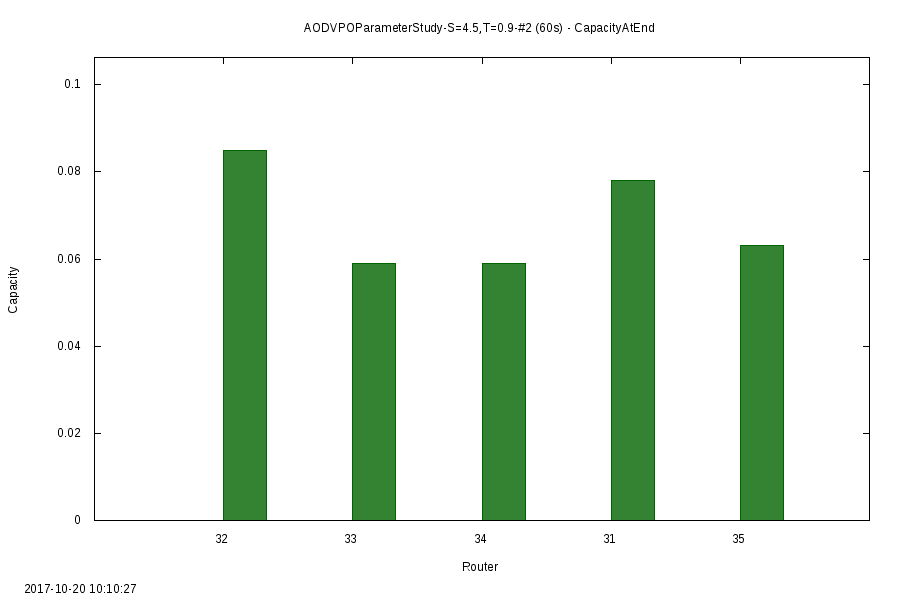 AODVPOParameterStudy-S=4.5,T=0.9-#2 (60s) - CapacityAtEnd
0.1
0.08
0.06
0.04
0.02
0
Capacity
32 33 34 31 35
Router
2017-10-20 10:10:27